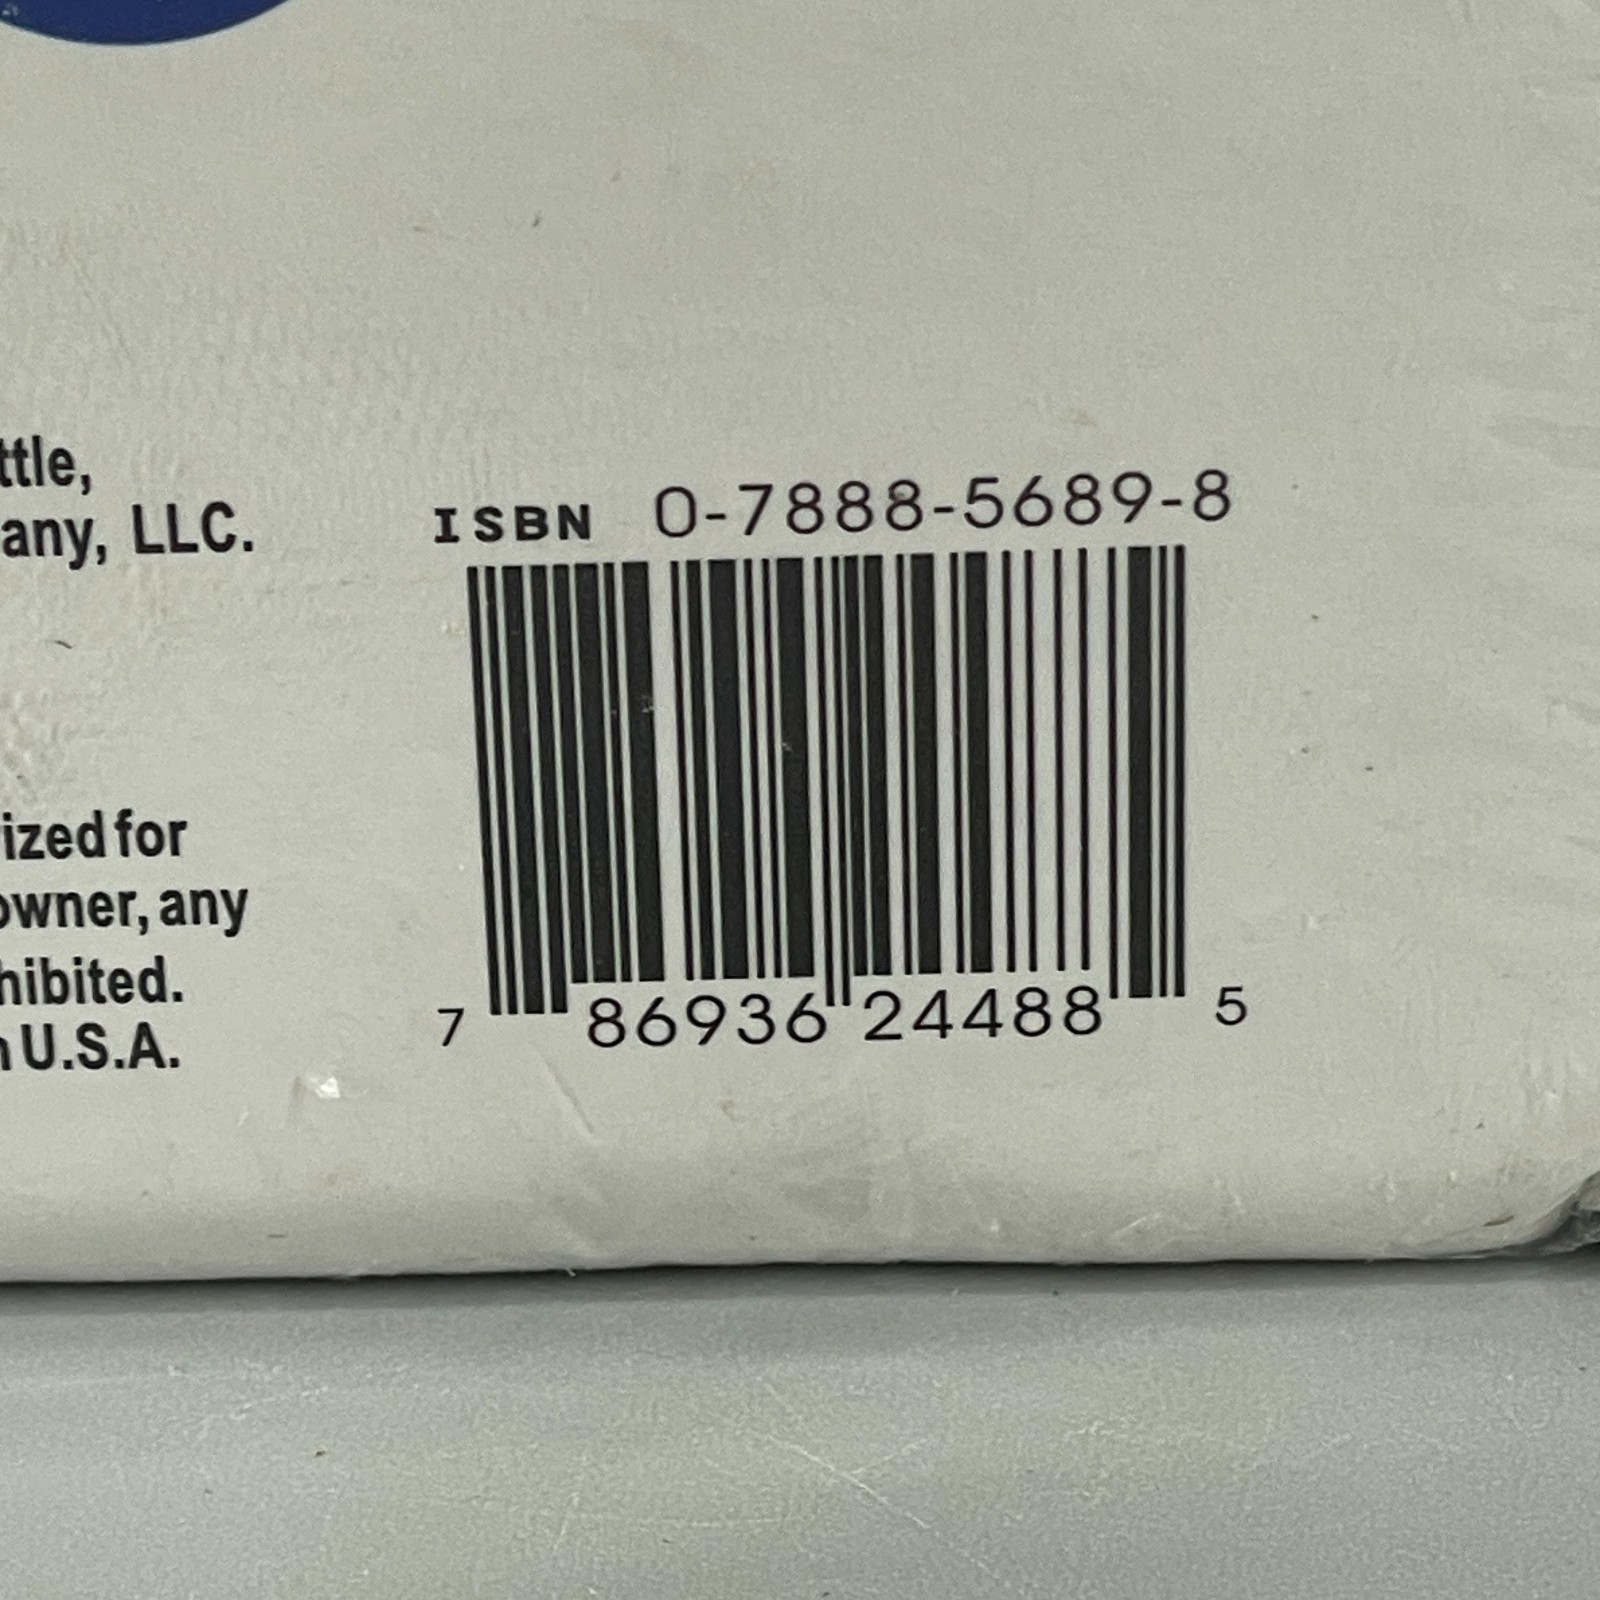 ttle,
any, LLC.
ized for
owner, any
hibited.
U.S.A.
ISBN 0-7888-5689-8
7 86936 24488 5